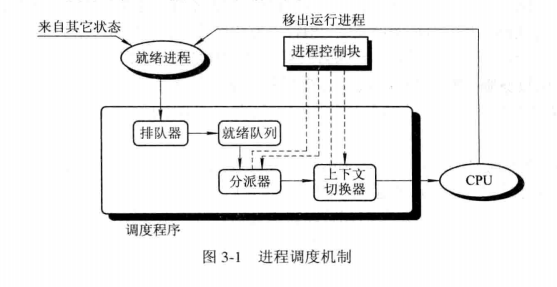 移出运行进程
来自其它状态
就绪进程
进程控制块
排队器
就绪队列
分派器
上下文
切换器
CPU
调度程序
图 3-1 进程调度机制